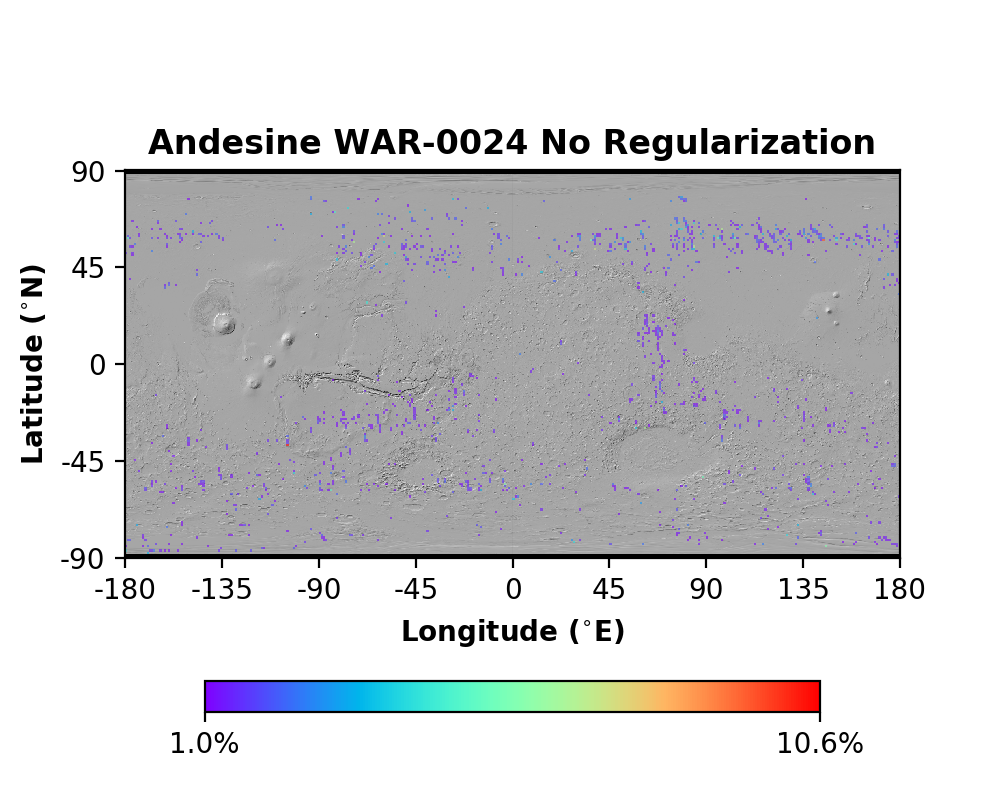 Andesine WAR-0024 No Regularization
90
45
0
-45
-90
Latitude (°N)
-180 -135 -90 -45 0 45 90 135 180
Longitude (°E)
1.0% 10.6%